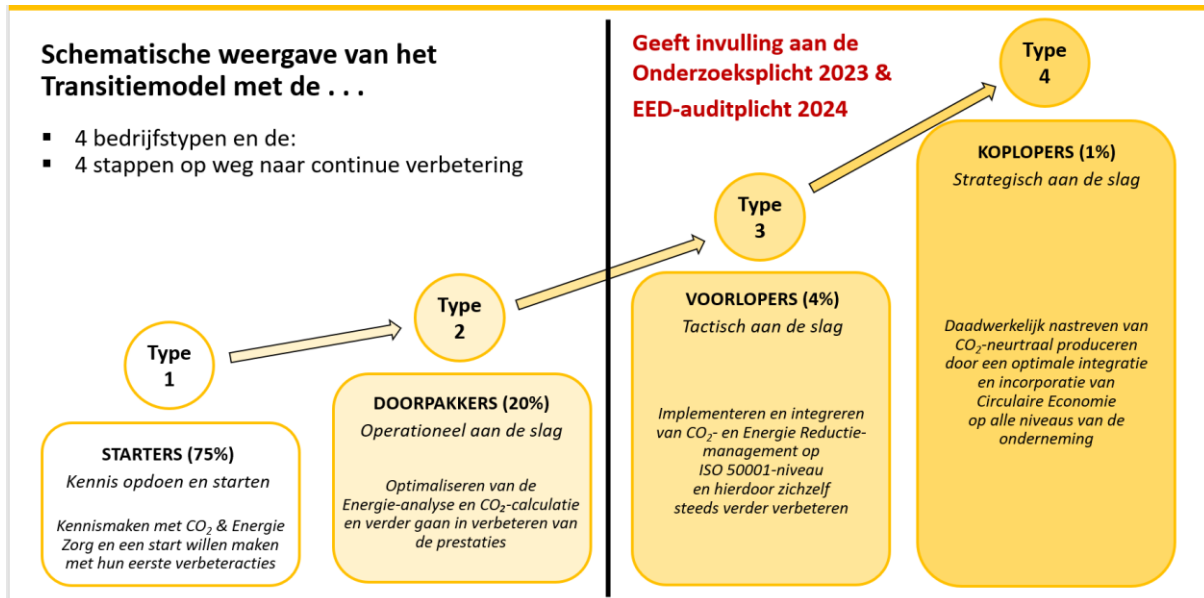 Schematische weergave van het
Transitiemodel met de . . .
▪ 4 bedrijfstypen en de:
▪ 4 stappen op weg naar continue verbetering
Geeft invulling aan de
Onderzoeksplicht 2023 &
EED-auditplicht 2024
Type
1
STARTERS (75%)
Kennis opdoen en starten
Kennismaken met CO₂ & Energie
Zorg en een start willen maken
met hun eerste verbeteracties
Type
2
DOORPAKKERS (20%)
Operationeel aan de slag
Optimaliseren van de
Energie-analyse en CO₂-calculatie
en verder gaan in verbeteren van
de prestaties
Type
3
VOORLOPERS (4%)
Tactisch aan de slag
Implementeren en integreren
van CO₂- en Energie Reductie-
management op
ISO 50001-niveau
en hierdoor zichzelf
steeds verder verbeteren
Type
4
KOPLOPERS (1%)
Strategisch aan de slag
Daadwerkelijk nastreven van
CO₂-neurtraal produceren
door een optimale integratie
en incorporatie van
Circulaire Economie
op alle niveaus van de
onderneming